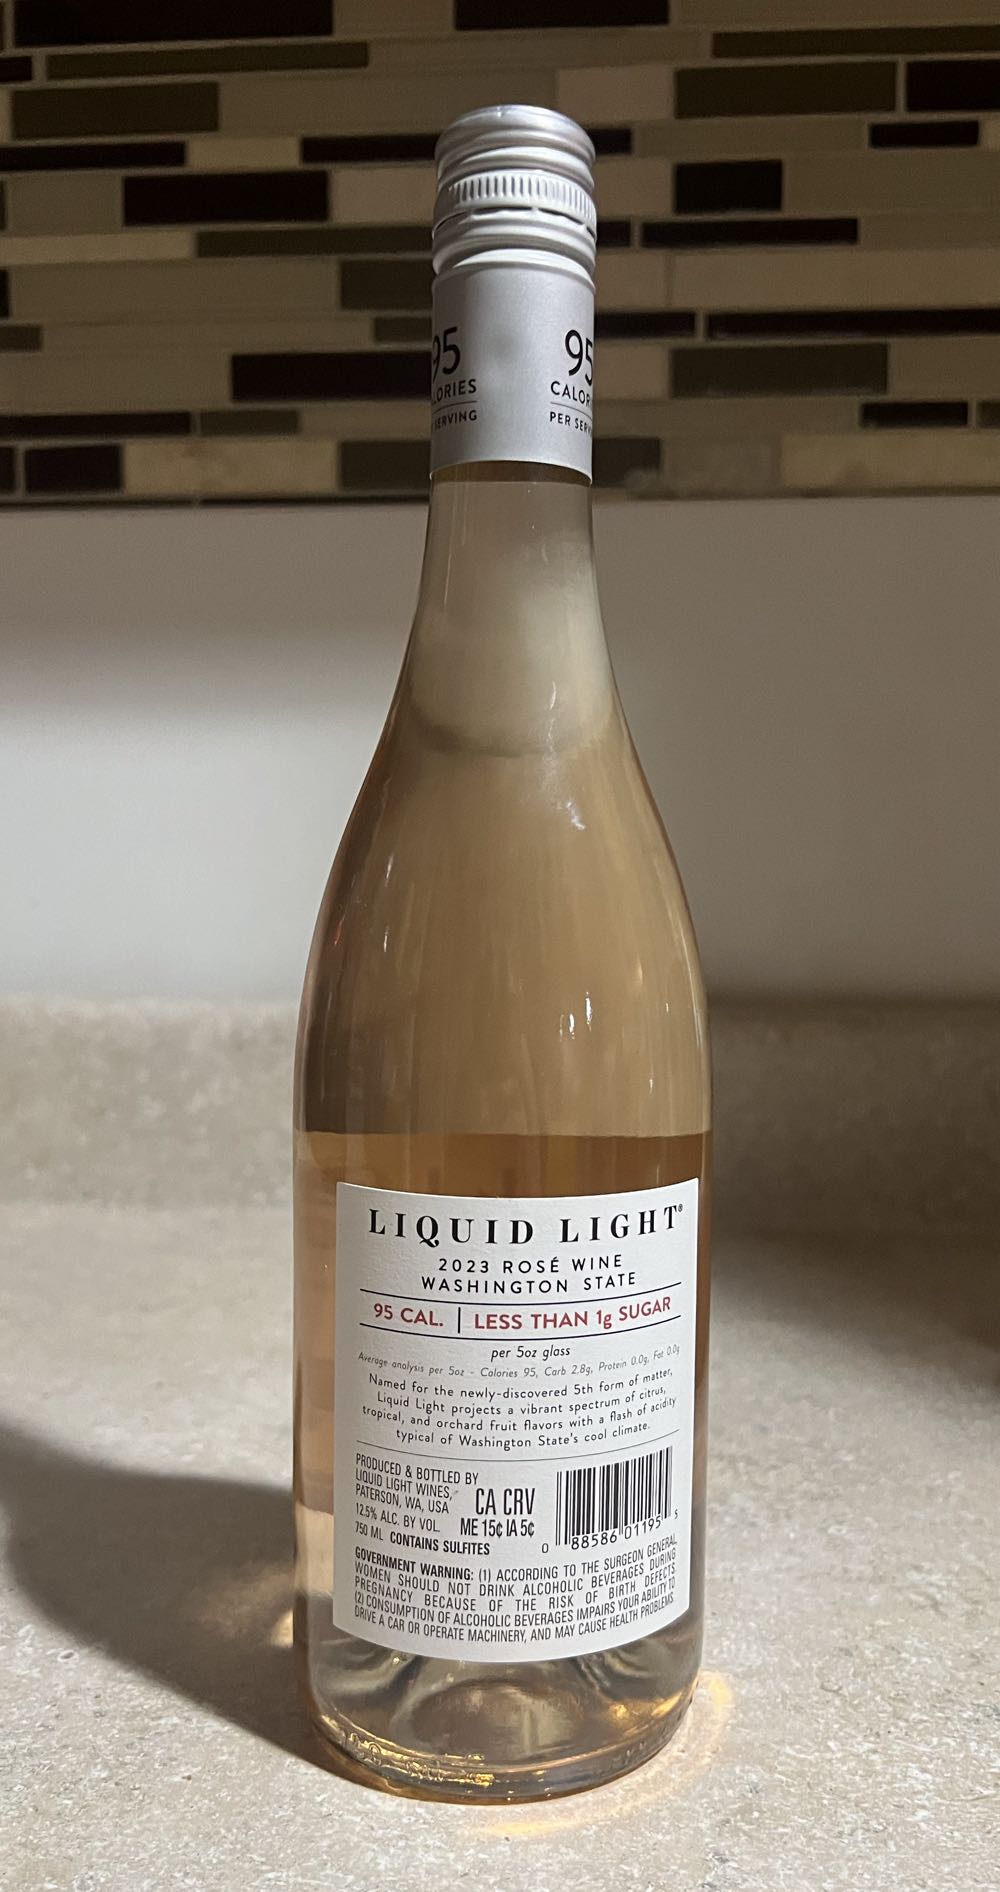 95
CALORIES
SERVING
95
CALOR
PER SERV
LIQUID LIGHT®
2023 ROSÉ WINE
WASHINGTON STATE
95 CAL. | LESS THAN 1g SUGAR
per 5oz glass
Average analysis per 5oz - Calories 95, Carb 2.8g, Protein 0.0g, Fat 0.0g
Named for the newly-discovered 5th form of matter,
Liquid Light projects a vibrant spectrum of citrus,
tropical, and orchard fruit flavors with a flash of acidity
typical of Washington State's cool climate.
PRODUCED & BOTTLED BY
LIQUID LIGHT WINES,
PATERSON, WA, USA
12.5% ALC. BY VOL.
750 ML CONTAINS SULFITES
CA CRV
ME 15¢ IA 5¢
0 88586 01195 5
GOVERNMENT WARNING: (1) ACCORDING TO THE SURGEON GENERAL,
WOMEN SHOULD NOT DRINK ALCOHOLIC BEVERAGES DURING
PREGNANCY BECAUSE OF THE RISK OF BIRTH DEFECTS.
(2) CONSUMPTION OF ALCOHOLIC BEVERAGES IMPAIRS YOUR ABILITY TO
DRIVE A CAR OR OPERATE MACHINERY, AND MAY CAUSE HEALTH PROBLEMS.